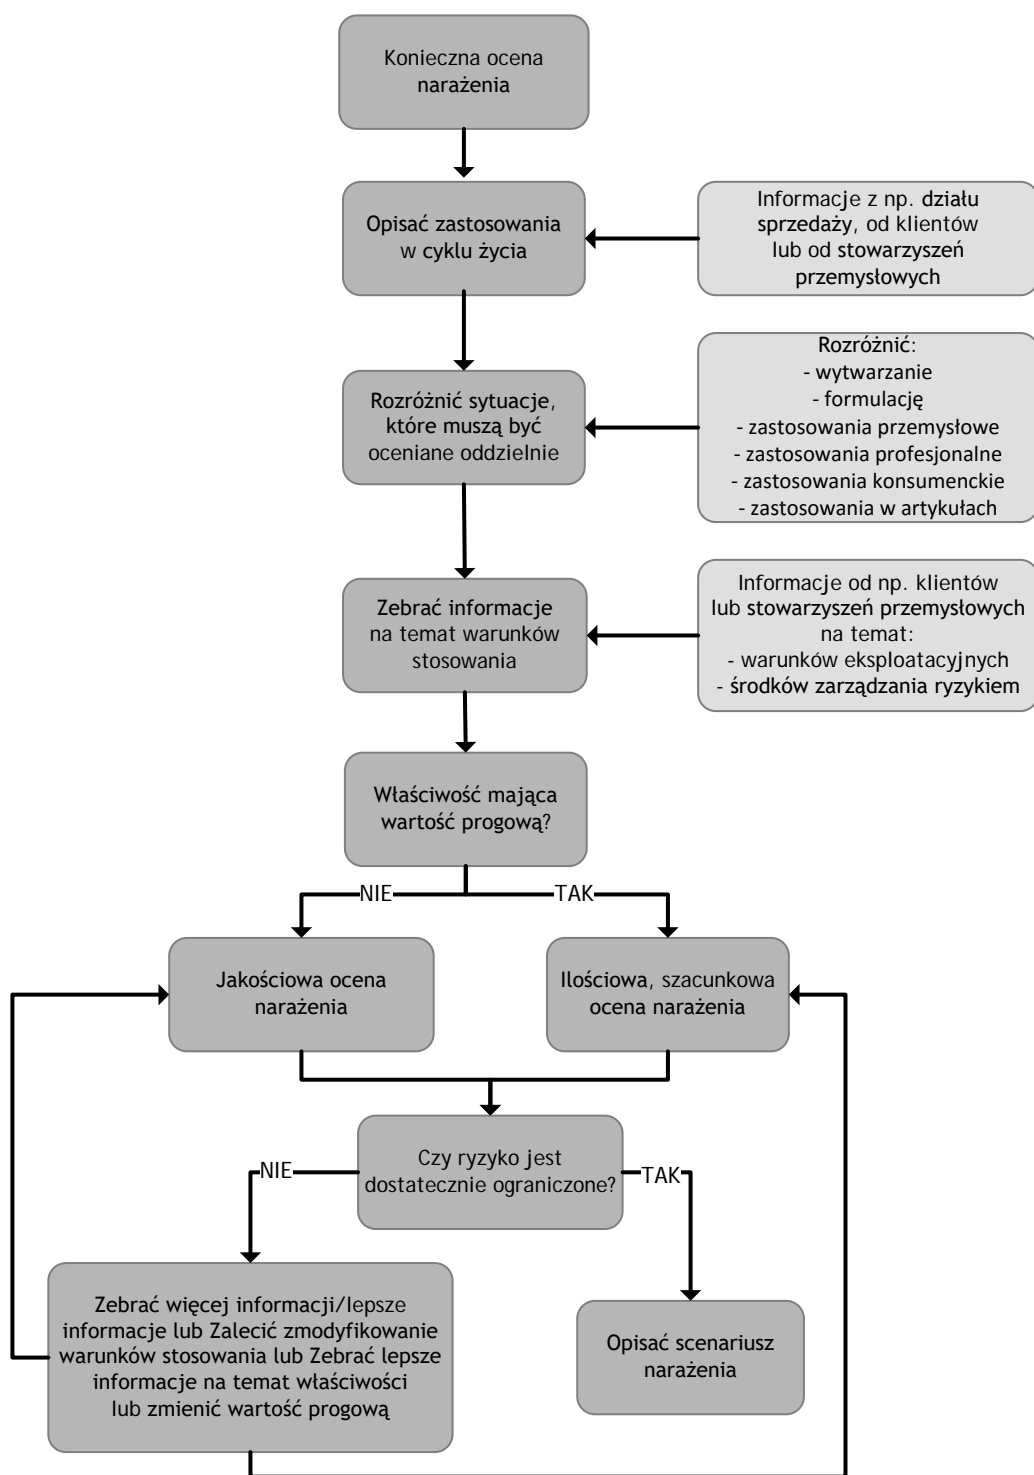 Konieczna ocena
narażenia
Opisać zastosowania
w cyklu życia
Informacje z np. działu
sprzedaży, od klientów
lub od stowarzyszeń
przemysłowych
Rozróżnić sytuacje,
które muszą być
oceniane oddzielnie
Rozróżnić:
- wytwarzanie
- formulację
- zastosowania przemysłowe
- zastosowania profesjonalne
- zastosowania konsumenckie
- zastosowania w artykułach
Zebrać informacje
na temat warunków
stosowania
Informacje od np. klientów
lub stowarzyszeń przemysłowych
na temat:
- warunków eksploatacyjnych
- środków zarządzania ryzykiem
Właściwość mająca
wartość progową?
NIE
TAK
Jakościowa ocena
narażenia
Ilościowa, szacunkowa
ocena narażenia
Czy ryzyko jest
dostatecznie ograniczone?
NIE
TAK
Zebrać więcej informacji/lepsze
informacje lub Zalecić zmodyfikowanie
warunków stosowania lub Zebrać lepsze
informacje na temat właściwości
lub zmienić wartość progową
Opisać scenariusz
narażenia